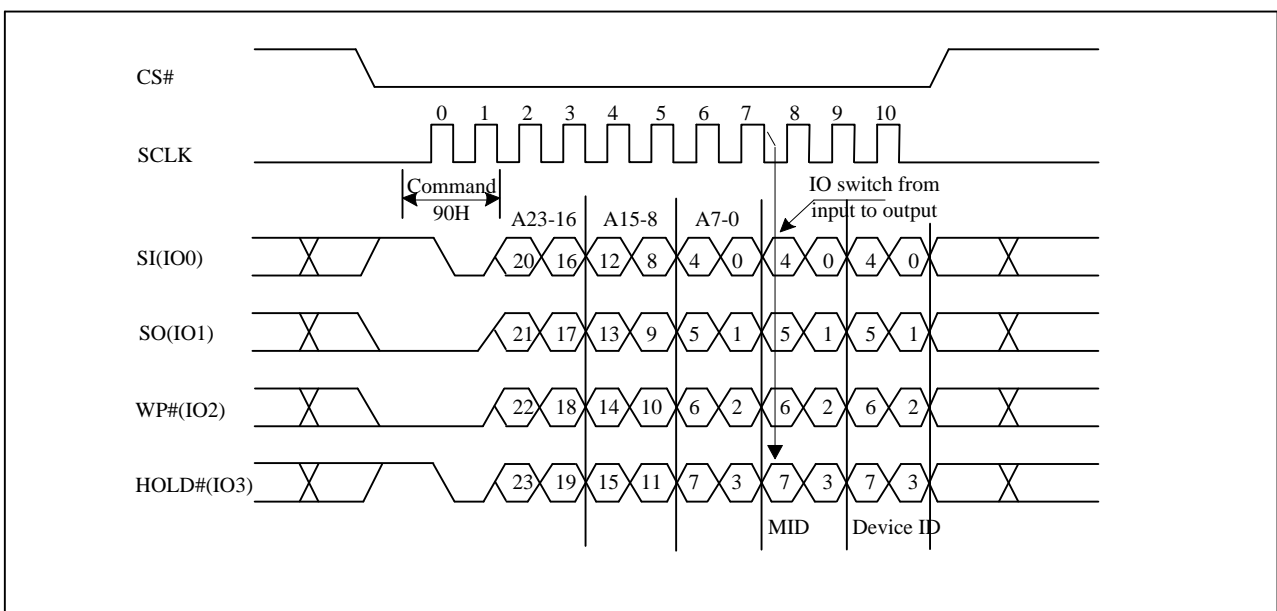 CS#
0 1 2 3 4 5 6 7 8 9 10
SCLK
Command
90H
IO switch from
input to output
A23-16 A15-8 A7-0
SI(IO0) 20 16 12 8 4 0 4 0 4 0
SO(IO1) 21 17 13 9 5 1 5 1 5 1
WP#(IO2) 22 18 14 10 6 2 6 2 6 2
HOLD#(IO3) 23 19 15 11 7 3 7 3 7 3
MID Device ID